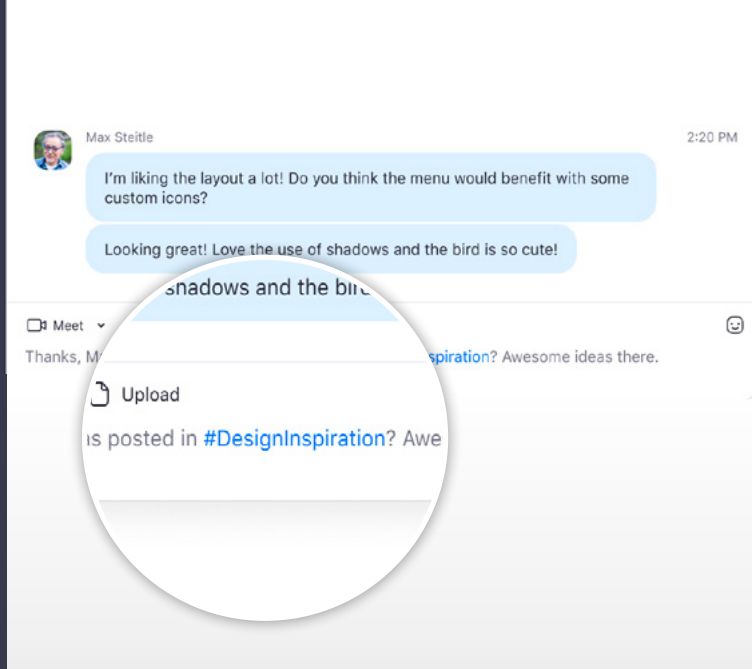 Max Steitle
2:20 PM
I'm liking the layout a lot! Do you think the menu would benefit with some
custom icons?
Looking great! Love the use of shadows and the bird is so cute!
shadows and the bird
Meet
Thanks,
spiration? Awesome ideas there.
Upload
posted in #DesignInspiration? Awe